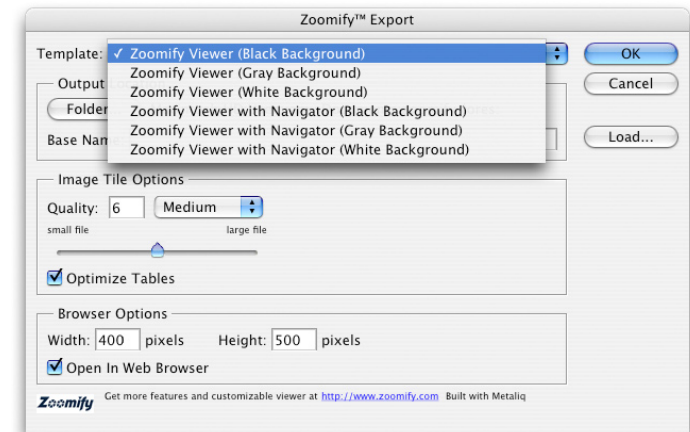 Zoomify™ Export
Template: ✓ Zoomify Viewer (Black Background)
Zoomify Viewer (Gray Background)
Zoomify Viewer (White Background)
Zoomify Viewer with Navigator (Black Background)
Zoomify Viewer with Navigator (Gray Background)
Zoomify Viewer with Navigator (White Background)
OK
Cancel
Load...
Output
Folder
Base Nam
Image Tile Options
Quality: 6 Medium
small file large file
Optimize Tables
Browser Options
Width: 400 pixels Height: 500 pixels
Open In Web Browser
Zoomify Get more features and customizable viewer at http://www.zoomify.com Built with Metaliq